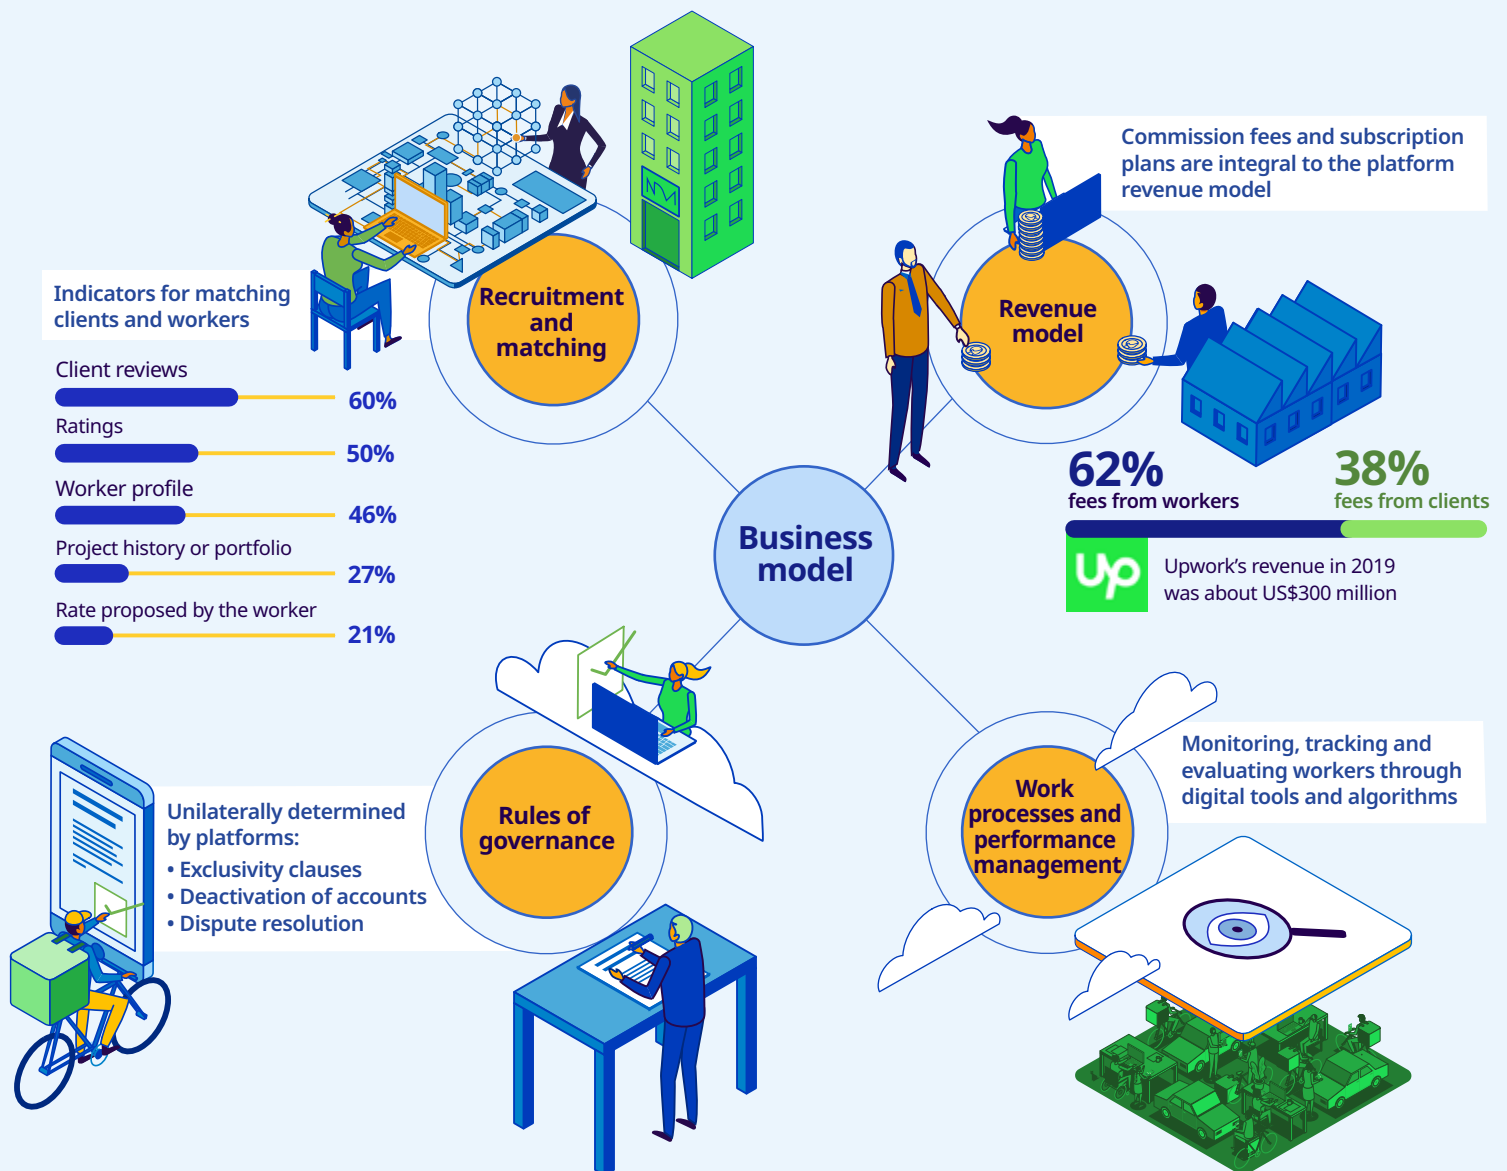 Commission fees and subscription
plans are integral to the platform
revenue model
Indicators for matching
clients and workers
Recruitment
and
matching
Revenue
model
Client reviews
60%
Ratings
50%
Worker profile
46%
Project history or portfolio
27%
Rate proposed by the worker
21%
62%
fees from workers
38%
fees from clients
Up
Upwork’s revenue in 2019
was about US$300 million
Business
model
Unilaterally determined
by platforms:
• Exclusivity clauses
• Deactivation of accounts
• Dispute resolution
Rules of
governance
Work
processes and
performance
management
Monitoring, tracking and
evaluating workers through
digital tools and algorithms